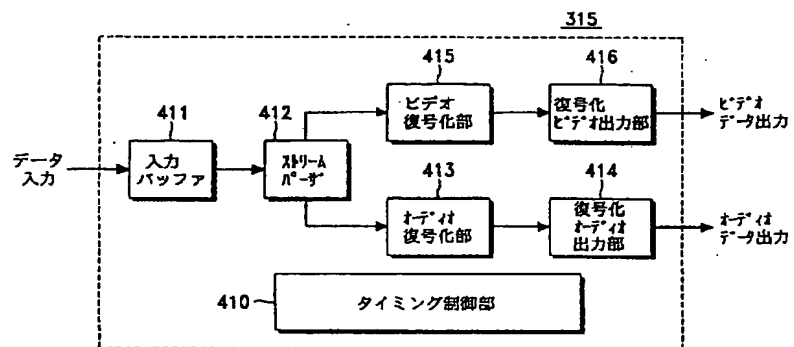 315
415
416
ビデオ
復号化部
復号化
ビデオ出力部
ビデオ
データ出力
411
412
データ
入力
入力
バッファ
ストリーム
パーザ
413
414
オーディオ
復号化部
復号化
オーディオ
出力部
オーディオ
データ出力
410
タイミング制御部